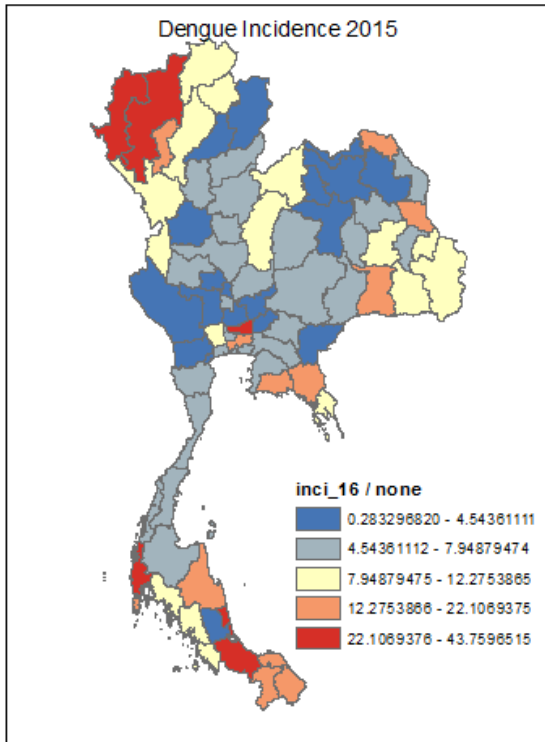 Dengue Incidence 2015
inci_16 / none
0.283296820 - 4.54361111
4.54361112 - 7.94879474
7.94879475 - 12.2753865
12.2753866 - 22.1069375
22.1069376 - 43.7596515